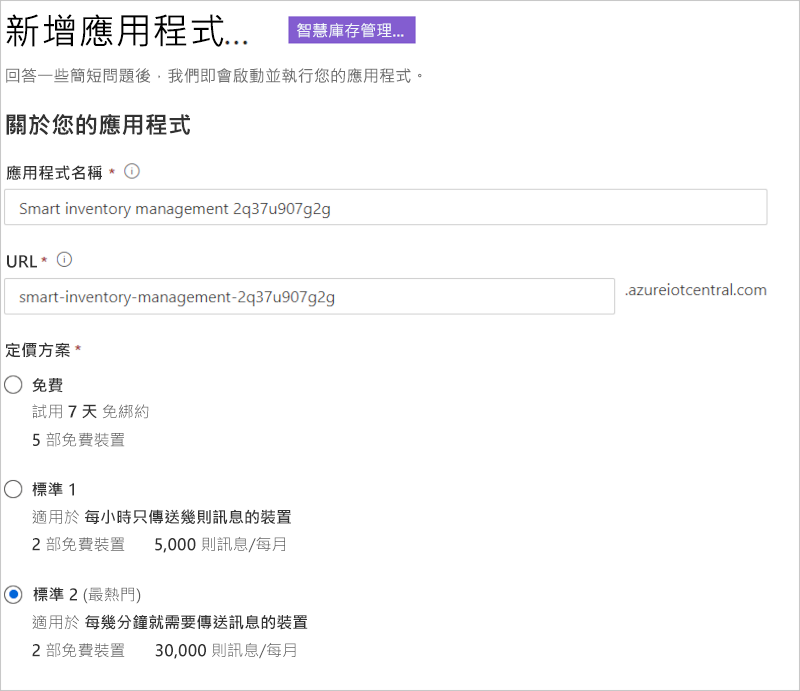 新增應用程式... 智慧庫存管理...
回答一些簡短問題後，我們即會啟動並執行您的應用程式。
關於您的應用程式
應用程式名稱 *
Smart inventory management 2q37u907g2g
URL *
smart-inventory-management-2q37u907g2g .azureiotcentral.com
定價方案 *
免費
試用 7 天 免綁約
5 部免費裝置
標準 1
適用於 每小時只傳送幾則訊息的裝置
2 部免費裝置 5,000 則訊息/每月
標準 2 (最熱門)
適用於 每幾分鐘就需要傳送訊息的裝置
2 部免費裝置 30,000 則訊息/每月